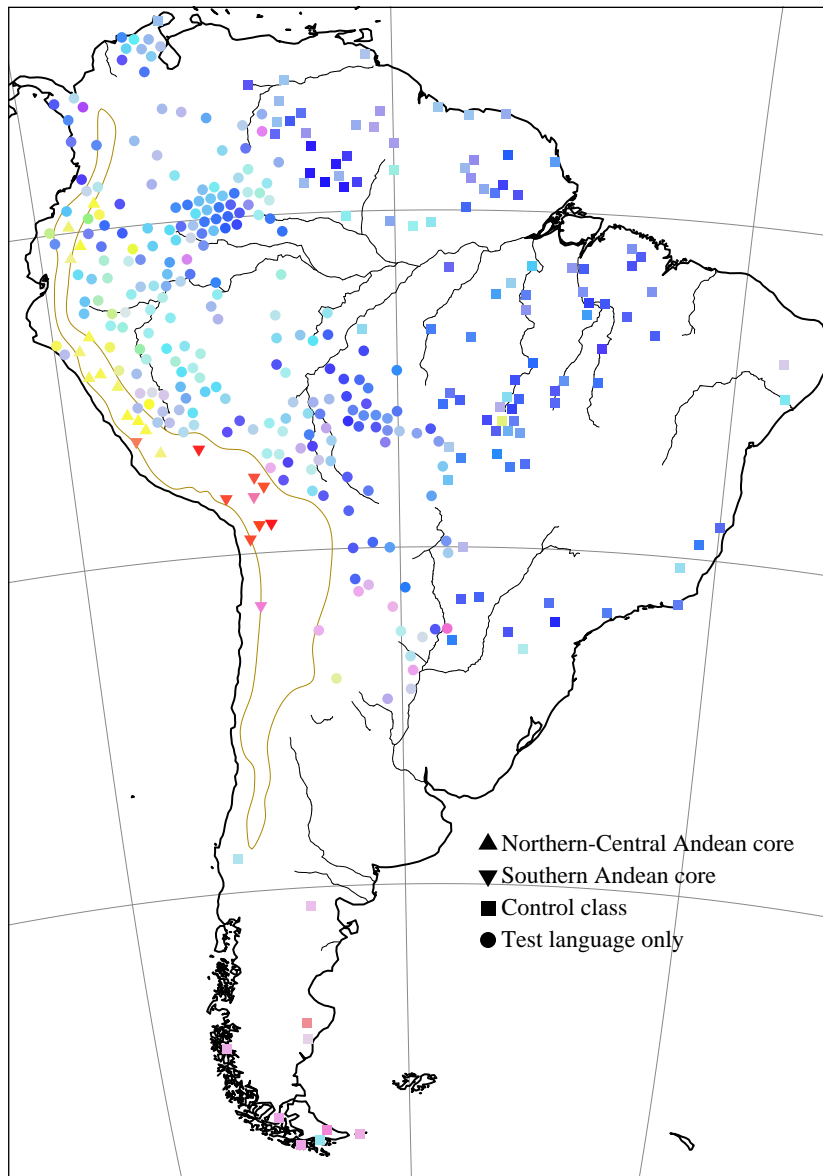 Northern-Central Andean core
Southern Andean core
Control class
Test language only